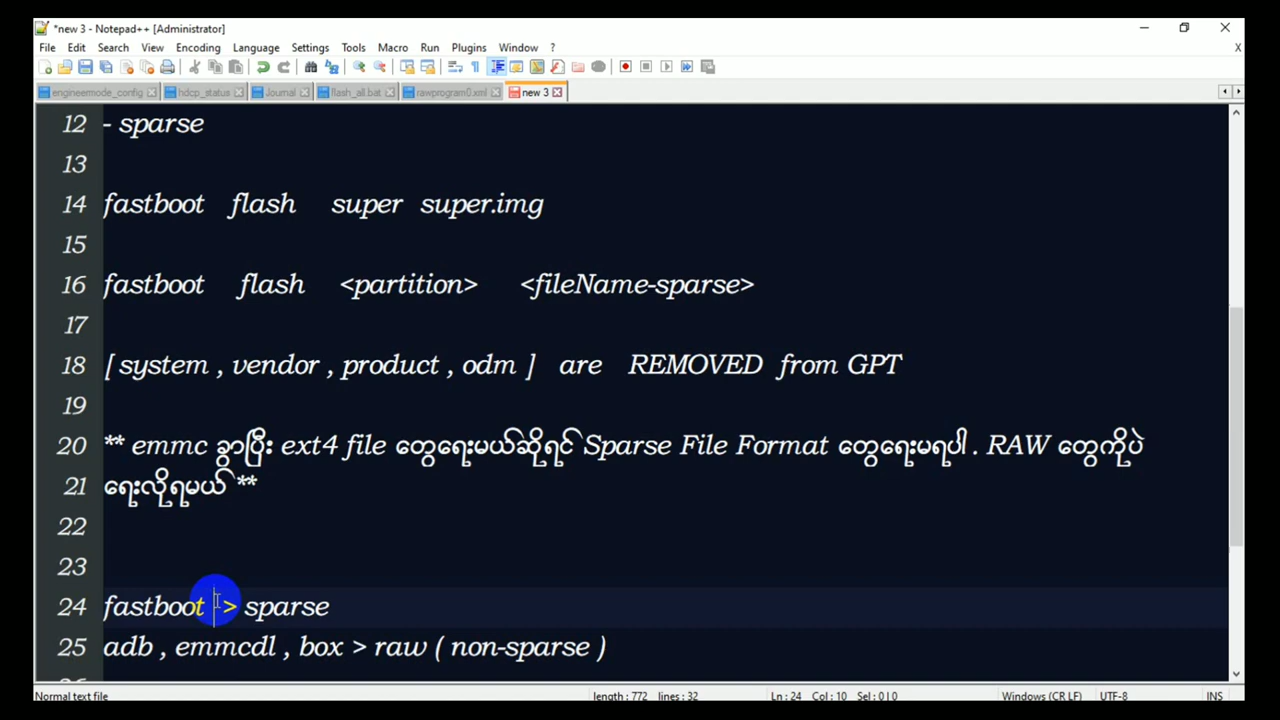 *new 3 - Notepad++ [Administrator]
File Edit Search View Encoding Language Settings Tools Macro Run Plugins Window ? X
engineermode_config hdcp_status Journal flash_all.bat rawprogram0.xml new 3
12 - sparse
13
14 fastboot flash super super.img
15
16 fastboot flash <partition> <fileName-sparse>
17
18 [ system , vendor , product , odm ] are REMOVED from GPT
19
20 ** emmc ခွာပြီး ext4 file တွေရေးမယ်ဆိုရင် Sparse File Format တွေရေးမရပါ . RAW တွေကိုပဲ
21 ရေးလို့ရမယ် **
22
23
24 fastboot > sparse
25 adb , emmcdl , box > raw ( non-sparse )
Normal text file length : 772 lines : 32 Ln : 24 Col : 10 Sel : 0 | 0 Windows (CR LF) UTF-8 INS